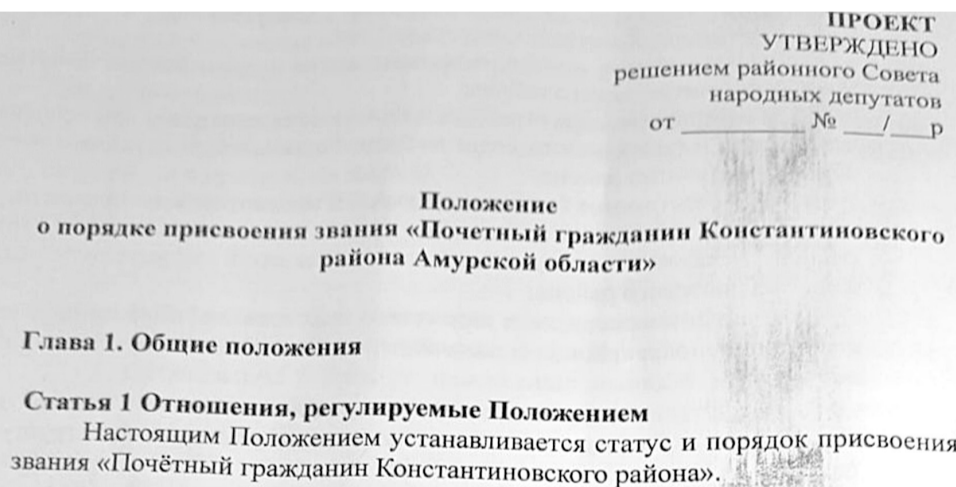 ПРОЕКТ
УТВЕРЖДЕНО
решением районного Совета
народных депутатов
от ________ № ___/___р
Положение
о порядке присвоения звания «Почетный гражданин Константиновского
района Амурской области»
Глава 1. Общие положения
Статья 1 Отношения, регулируемые Положением
Настоящим Положением устанавливается статус и порядок присвоения
звания «Почётный гражданин Константиновского района».